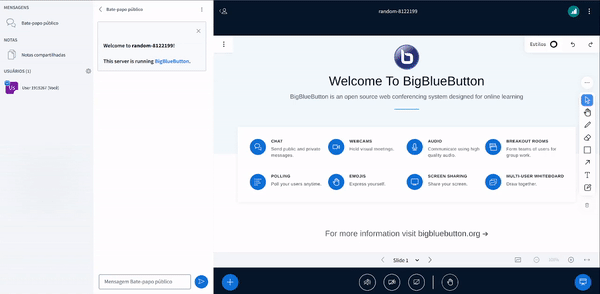 MENSAGENS
Bate-papo público
NOTAS
Notas compartilhadas
USUÁRIOS (1)
Us
Bate-papo público
Welcome to random-8122199!
This server is running BigBlueButton.
Mensagem Bate-papo público
random-8122199
Estilos
b
Welcome To BigBlueButton
BigBlueButton is an open source web conferencing system designed for online learning
CHAT
Send public and private
messages.
WEBCAMS
Hold visual meetings.
AUDIO
Communicate using high
quality audio.
BREAKOUT ROOMS
Form teams of users for
group work.
POLLING
Poll your users anytime.
EMOJIS
Express yourself.
SCREEN SHARING
Share your screen.
MULTI-USER WHITEBOARD
Draw together.
For more information visit bigbluebutton.org →
Slide 1